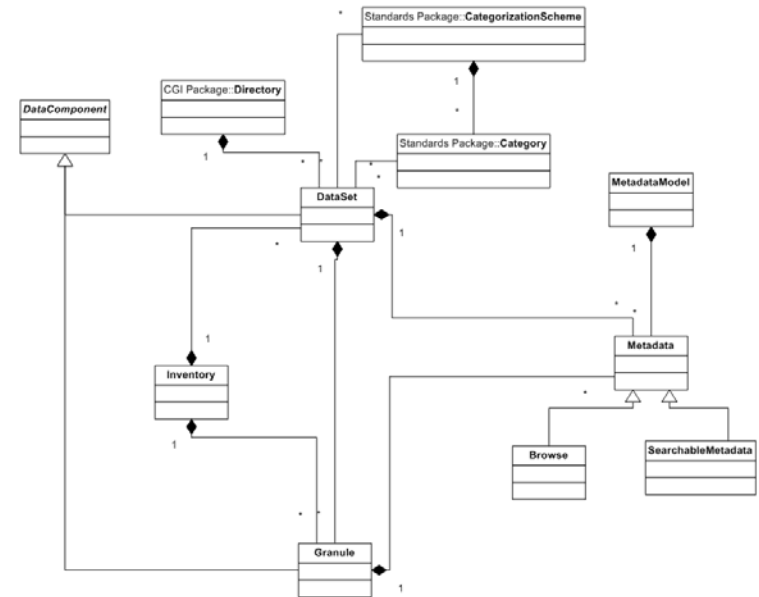 *
Standards Package::CategorizationScheme
1
*
CGI Package::Directory
DataComponent
1
* *
Standards Package::Category
*
*
MetadataModel
DataSet
1
1
*
1
1
* *
Metadata
Inventory
1
*
1
Browse
SearchableMetadata
* *
Granule
1